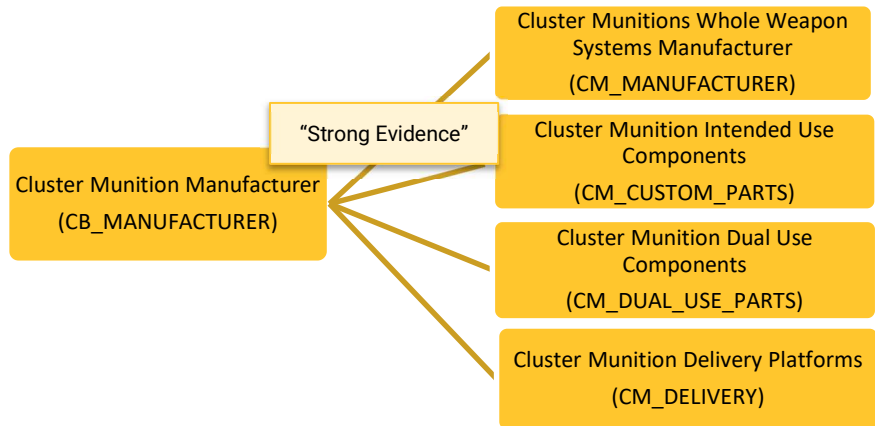 Cluster Munitions Whole Weapon
Systems Manufacturer
(CM_MANUFACTURER)
“Strong Evidence”
Cluster Munition Intended Use
Components
(CM_CUSTOM_PARTS)
Cluster Munition Manufacturer
(CB_MANUFACTURER)
Cluster Munition Dual Use
Components
(CM_DUAL_USE_PARTS)
Cluster Munition Delivery Platforms
(CM_DELIVERY)